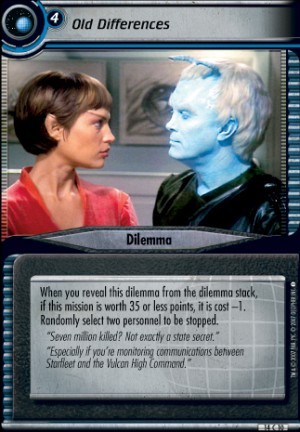 4 Old Differences
Dilemma
When you reveal this dilemma from the dilemma stack,
if this mission is worth 35 or less points, it is cost –1.
Randomly select two personnel to be stopped.
"Seven million killed? Not exactly a state secret."
"Especially if you're monitoring communications between
Starfleet and the Vulcan High Command."